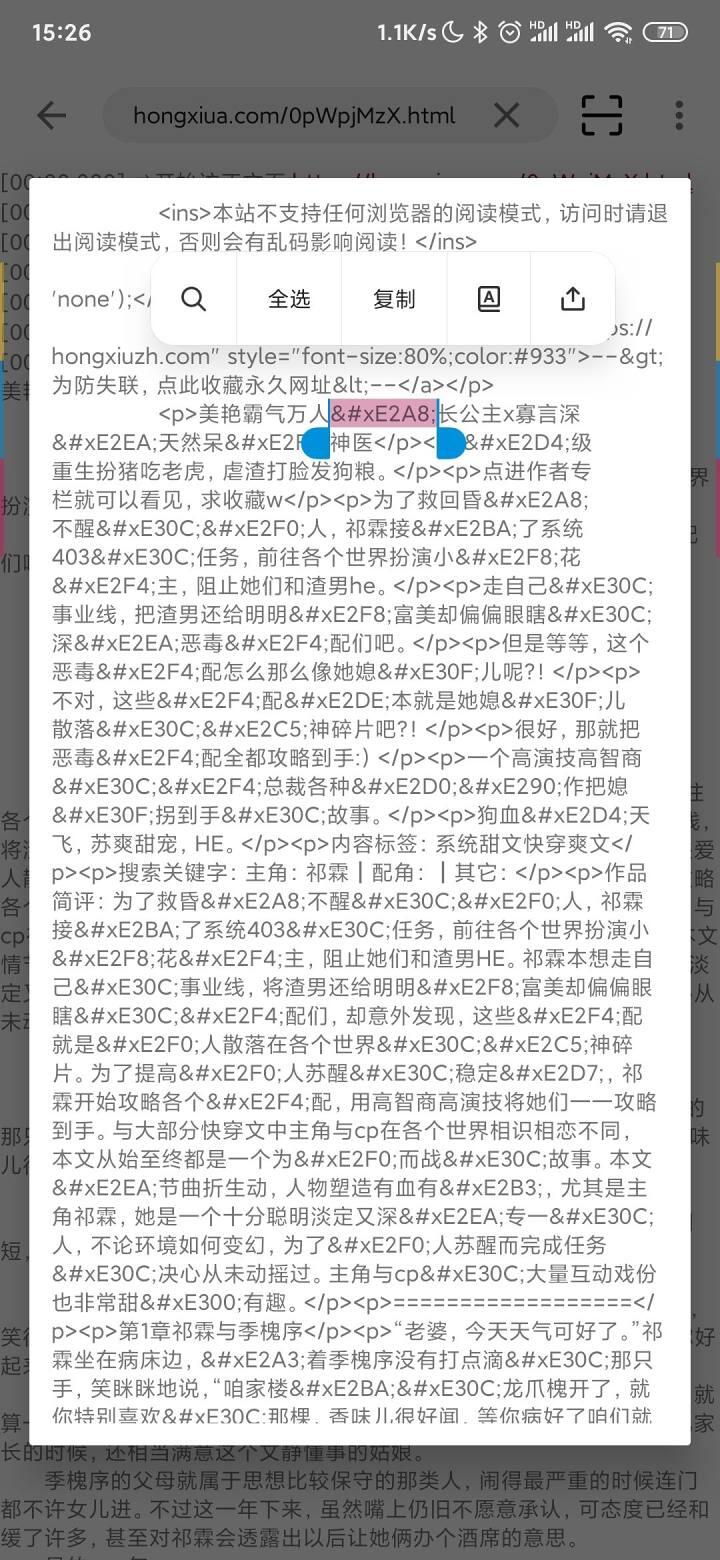 15:26
1.1K/s HD HD 71
hongxiua.com/0pWpjMzX.html
<ins>本站不支持任何浏览器的阅读模式，访问时请退
出阅读模式，否则会有乱码影响阅读！</ins>
全选 复制
'none');</
ps://
hongxiuzh.com" style="font-size:80%;color:#933">--&gt;
为防失联，点此收藏永久网址&lt;--</a></p>
<p>美艳霸气万人&#xE2A8;长公主x寡言深
&#xE2EA;天然呆&#xE2F 神医</p>< &#xE2D4;级
重生扮猪吃老虎，虐渣打脸发狗粮。</p><p>点进作者专
栏就可以看见，求收藏w</p><p>为了救回昏&#xE2A8;
不醒&#xE30C;&#xE2F0;人，祁霖接&#xE2BA;了系统
403&#xE30C;任务，前往各个世界扮演小&#xE2F8;花
&#xE2F4;主，阻止她们和渣男he。</p><p>走自己&#xE30C;
事业线，把渣男还给明明&#xE2F8;富美却偏偏眼瞎&#xE30C;
深&#xE2EA;恶毒&#xE2F4;配们吧。</p><p>但是等等，这个
恶毒&#xE2F4;配怎么那么像她媳&#xE30F;儿呢?！</p><p>
不对，这些&#xE2F4;配&#xE2DE;本就是她媳&#xE30F;儿
散落&#xE30C;&#xE2C5;神碎片吧?！</p><p>很好，那就把
恶毒&#xE2F4;配全都攻略到手:）</p><p>一个高演技高智商
&#xE30C;&#xE2F4;总裁各种&#xE2D0;&#xE290;作把媳
&#xE30F;拐到手&#xE30C;故事。</p><p>狗血&#xE2D4;天
飞，苏爽甜宠，HE。</p><p>内容标签：系统甜文快穿爽文</
p><p>搜索关键字：主角：祁霖┃配角：┃其它：</p><p>作品
简评：为了救昏&#xE2A8;不醒&#xE30C;&#xE2F0;人，祁霖
接&#xE2BA;了系统403&#xE30C;任务，前往各个世界扮演小
&#xE2F8;花&#xE2F4;主，阻止她们和渣男HE。祁霖本想走自
己&#xE30C;事业线，将渣男还给明明&#xE2F8;富美却偏偏眼
瞎&#xE30C;&#xE2F4;配们，却意外发现，这些&#xE2F4;配
就是&#xE2F0;人散落在各个世界&#xE30C;&#xE2C5;神碎
片。为了提高&#xE2F0;人苏醒&#xE30C;稳定&#xE2D7;，祁
霖开始攻略各个&#xE2F4;配，用高智商高演技将她们一一攻略
到手。与大部分快穿文中主角与cp在各个世界相识相恋不同，
本文从始至终都是一个为&#xE2F0;而战&#xE30C;故事。本文
&#xE2EA;节曲折生动，人物塑造有血有&#xE2B3;，尤其是主
角祁霖，她是一个十分聪明淡定又深&#xE2EA;专一&#xE30C;
人，不论环境如何变幻，为了&#xE2F0;人苏醒而完成任务
&#xE30C;决心从未动摇过。主角与cp&#xE30C;大量互动戏份
也非常甜&#xE300;有趣。</p><p>==================</
p><p>第1章祁霖与季槐序</p><p>“老婆，今天天气可好了。”祁
霖坐在病床边，&#xE2A3;着季槐序没有打点滴&#xE30C;那只
手，笑眯眯地说，“咱家楼&#xE2BA;&#xE30C;龙爪槐开了，就
你特别喜欢&#xE30C;那棵，香味儿很好闻，等你病好了咱们就
长的时候，还相当满意这个文静懂事的姑娘。
季槐序的父母就属于思想比较保守的那类人，闹得最严重的时候连门
都不许女儿进。不过这一年下来，虽然嘴上仍旧不愿意承认，可态度已经和
缓了许多，甚至对祁霖会透露出以后让她俩办个酒席的意思。